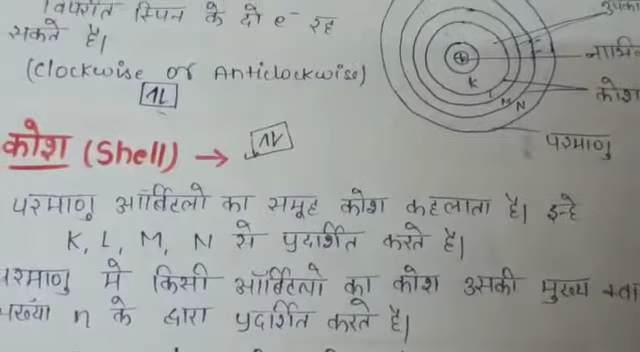 विपरीत स्पिन के दो e⁻ रह
सकते है।
(Clockwise or Anticlockwise)
1L
कोश (Shell) → 1L
परमाणु ऑर्बिटलो का समूह कोश कहलाता है। इन्हे
K, L, M, N से प्रदर्शित करते है।
परमाणु मे किसी ऑर्बिटलो का कोश उसकी मुख्य
n के द्वारा प्रदर्शित करते है।
+
K
L
M
N
कोश
परमाणु